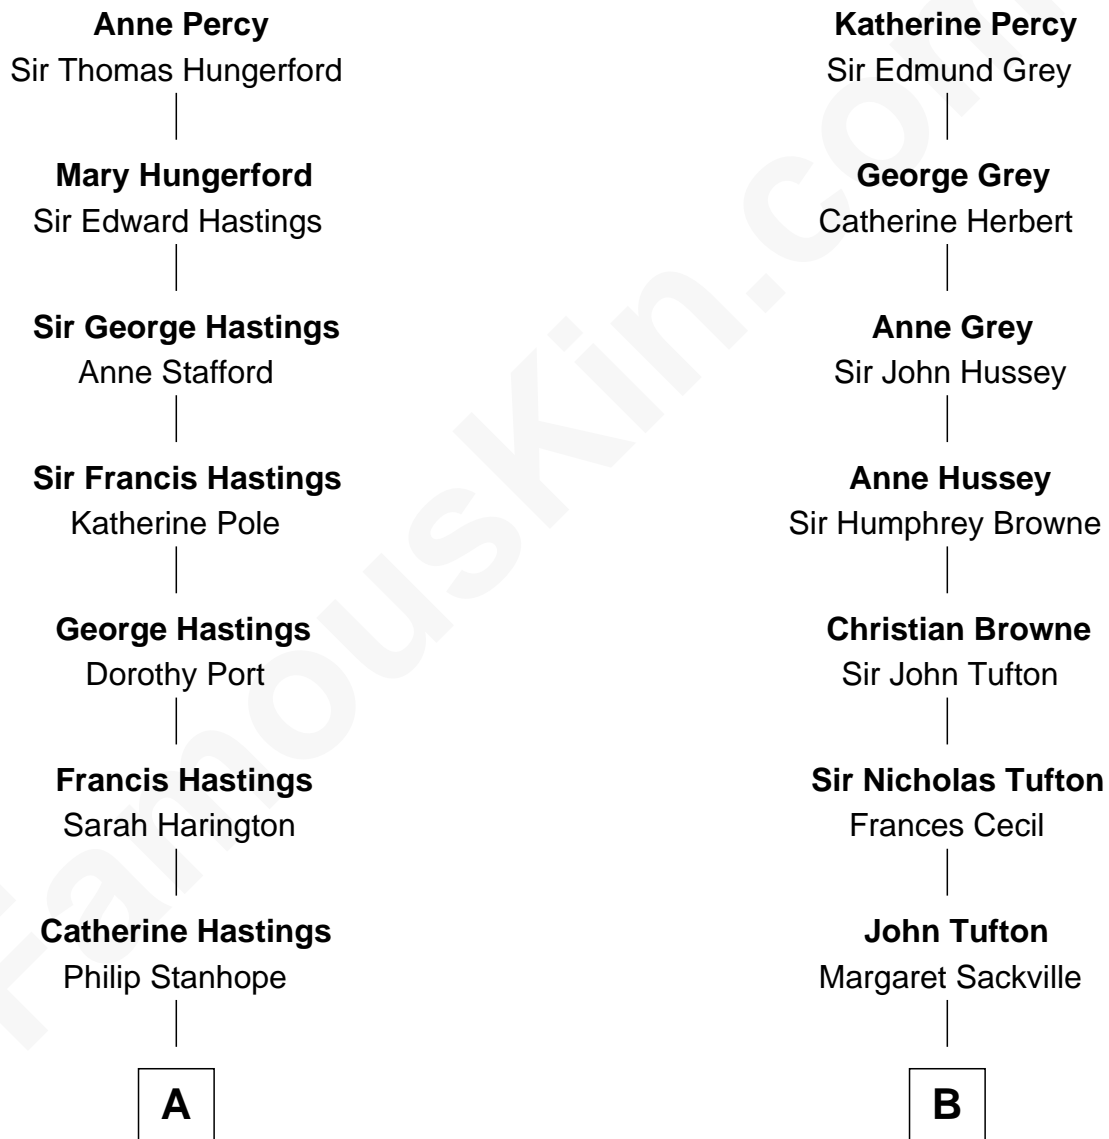 Anne Percy
Sir Thomas Hungerford
Mary Hungerford
Sir Edward Hastings
Sir George Hastings
Anne Stafford
Sir Francis Hastings
Katherine Pole
George Hastings
Dorothy Port
Francis Hastings
Sarah Harington
Catherine Hastings
Philip Stanhope
A
Katherine Percy
Sir Edmund Grey
George Grey
Catherine Herbert
Anne Grey
Sir John Hussey
Anne Hussey
Sir Humphrey Browne
Christian Browne
Sir John Tufton
Sir Nicholas Tufton
Frances Cecil
John Tufton
Margaret Sackville
B
FamousKin.com